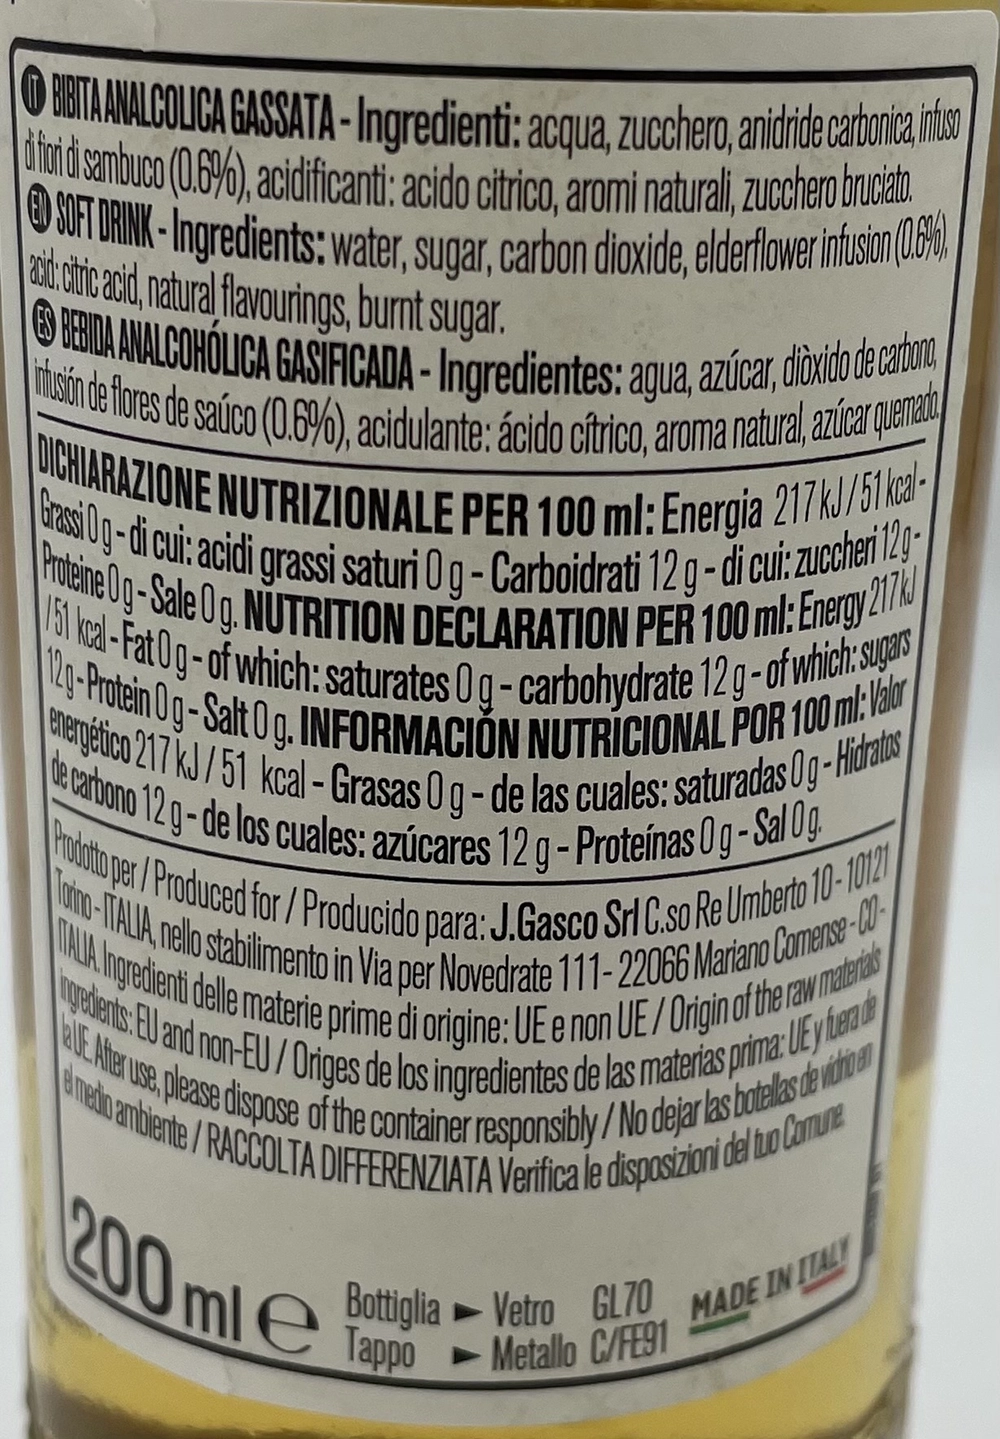 IT BIBITA ANALCOLICA GASSATA - Ingredienti: acqua, zucchero, anidride carbonica, infuso
di fiori di sambuco (0.6%), acidificanti: acido citrico, aromi naturali, zucchero bruciato.
EN SOFT DRINK - Ingredients: water, sugar, carbon dioxide, elderflower infusion (0.6%),
acid: citric acid, natural flavourings, burnt sugar.
ES BEBIDA ANALCOHÓLICA GASIFICADA - Ingredientes: agua, azúcar, diòxido de carbono,
infusión de flores de saúco (0.6%), acidulante: ácido cítrico, aroma natural, azúcar quemado.
DICHIARAZIONE NUTRIZIONALE PER 100 ml: Energia 217 kJ / 51 kcal -
Grassi 0 g - di cui: acidi grassi saturi 0 g - Carboidrati 12 g - di cui: zuccheri 12 g -
Proteine 0 g - Sale 0 g. NUTRITION DECLARATION PER 100 ml: Energy 217 kJ
/ 51 kcal - Fat 0 g - of which: saturates 0 g - carbohydrate 12 g - of which: sugars
12 g - Protein 0 g - Salt 0 g. INFORMACIÓN NUTRICIONAL POR 100 ml: Valor
energético 217 kJ / 51 kcal - Grasas 0 g - de las cuales: saturadas 0 g - Hidratos
de carbono 12 g - de los cuales: azúcares 12 g - Proteínas 0 g - Sal 0 g.
Prodotto per / Produced for / Producido para: J.Gasco Srl C.so Re Umberto 10 - 10121
Torino - ITALIA, nello stabilimento in Via per Novedrate 111- 22066 Mariano Comense - CO -
ITALIA. Ingredienti delle materie prime di origine: UE e non UE / Origin of the raw materials
ingredients: EU and non-EU / Origes de los ingredientes de las materias prima: UE y fuera de
la UE. After use, please dispose of the container responsibly / No dejar las botellas de vidrio en
el medio ambiente / RACCOLTA DIFFERENZIATA Verifica le disposizioni del tuo Comune.
200 ml e
Bottiglia ► Vetro GL70
Tappo ► Metallo C/FE91
MADE IN ITALY